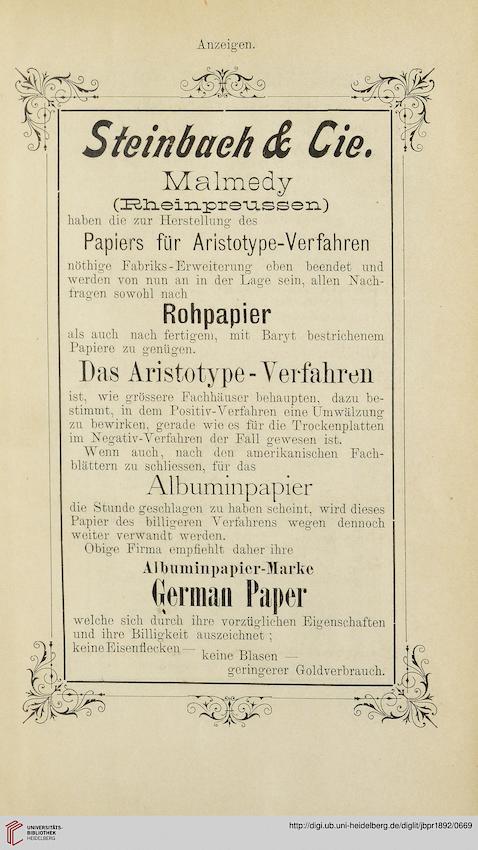 Anzeigen.
Steinbach & Cie.
Malmedy
(Rheinpreussen)
haben die zur Herstellung des
Papiers für Aristotype-Verfahren
nöthige Fabriks-Erweiterung eben beendet und
werden von nun an in der Lage sein, allen Nach-
fragen sowohl nach
Rohpapier
als auch nach fertigem, mit Baryt bestrichenem
Papiere zu genügen.
Das Aristotype-Verfahren
ist, wie grössere Fachhäuser behaupten, dazu be-
stimmt, in dem Positiv-Verfahren eine Umwälzung
zu bewirken, gerade wie es für die Trockenplatten
im Negativ-Verfahren der Fall gewesen ist.
Wenn auch, nach den amerikanischen Fach-
blättern zu schliessen, für das
Albuminpapier
die Stunde geschlagen zu haben scheint, wird dieses
Papier des billigeren Verfahrens wegen dennoch
weiter verwandt werden.
Obige Firma empfiehlt daher ihre
Albuminpapier-Marke
German Paper
welche sich durch ihre vorzüglichen Eigenschaften
und ihre Billigkeit auszeichnet;
keine Eisenflecken —
keine Blasen —
geringerer Goldverbrauch.
UNIVERSITÄTS-
BIBLIOTHEK
HEIDELBERG
http://digi.ub.uni-heidelberg.de/diglit/jbpr1892/0669